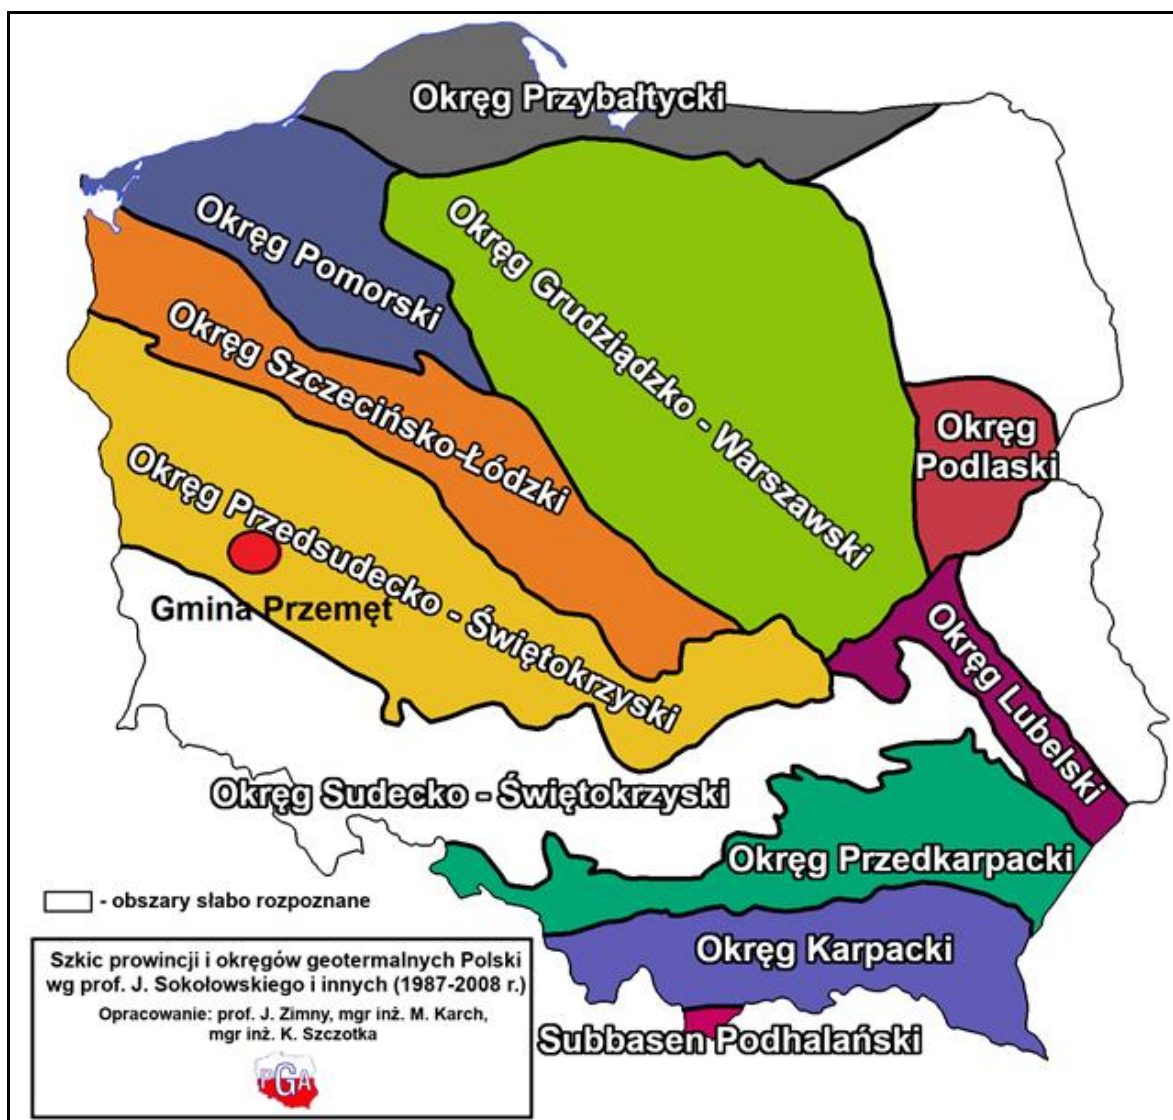 Okręg Przybałtycki
Okręg Pomorski
Okręg Grudziądzko - Warszawski
Okręg Szczecińsko-Łódzki
Okręg
Podlaski
Okręg Przedsudecko - Świętokrzyski
Gmina Przemęt
Okręg Lubelski
Okręg Sudecko - Świętokrzyski
Okręg Przedkarpacki
Okręg Karpacki
Subbasen Podhalański
- obszary słabo rozpoznane
Szkic prowincji i okręgów geotermalnych Polski
wg prof. J. Sokołowskiego i innych (1987-2008 r.)
Opracowanie: prof. J. Zimny, mgr inż. M. Karch,
mgr inż. K. Szczotka
PGA